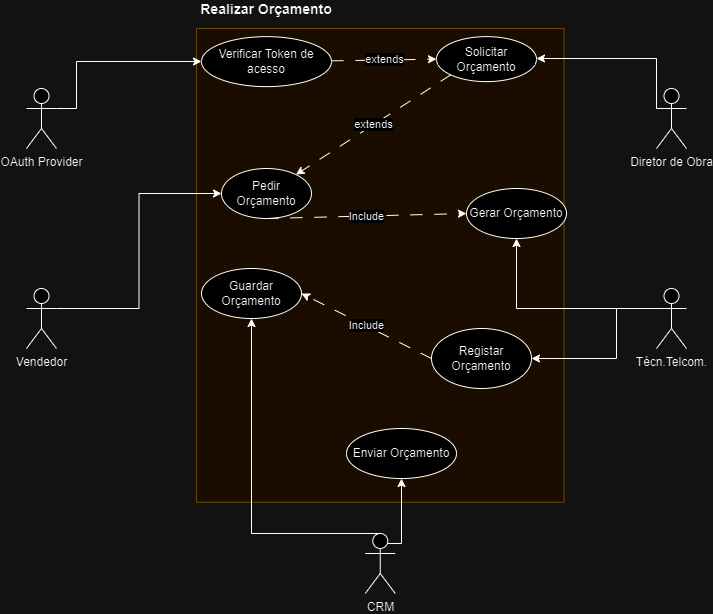 Realizar Orçamento
Verificar Token de
acesso
extends
Solicitar
Orçamento
OAuth Provider
Diretor de Obra
extends
Pedir
Orçamento
Include
Gerar Orçamento
Guardar
Orçamento
Include
Registar
Orçamento
Vendedor
Técn.Telcom.
Enviar Orçamento
CRM